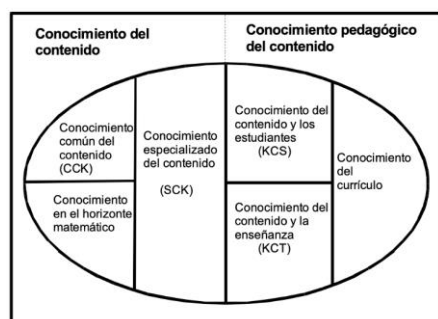 Conocimiento del
contenido
Conocimiento pedagógico
del contenido
Conocimiento
común del
contenido
(CCK)
Conocimiento
en el horizonte
matemático
Conocimiento
especializado
del contenido
(SCK)
Conocimiento del
contenido y los
estudiantes
(KCS)
Conocimiento del
contenido y la
enseñanza
(KCT)
Conocimiento
del
currículo